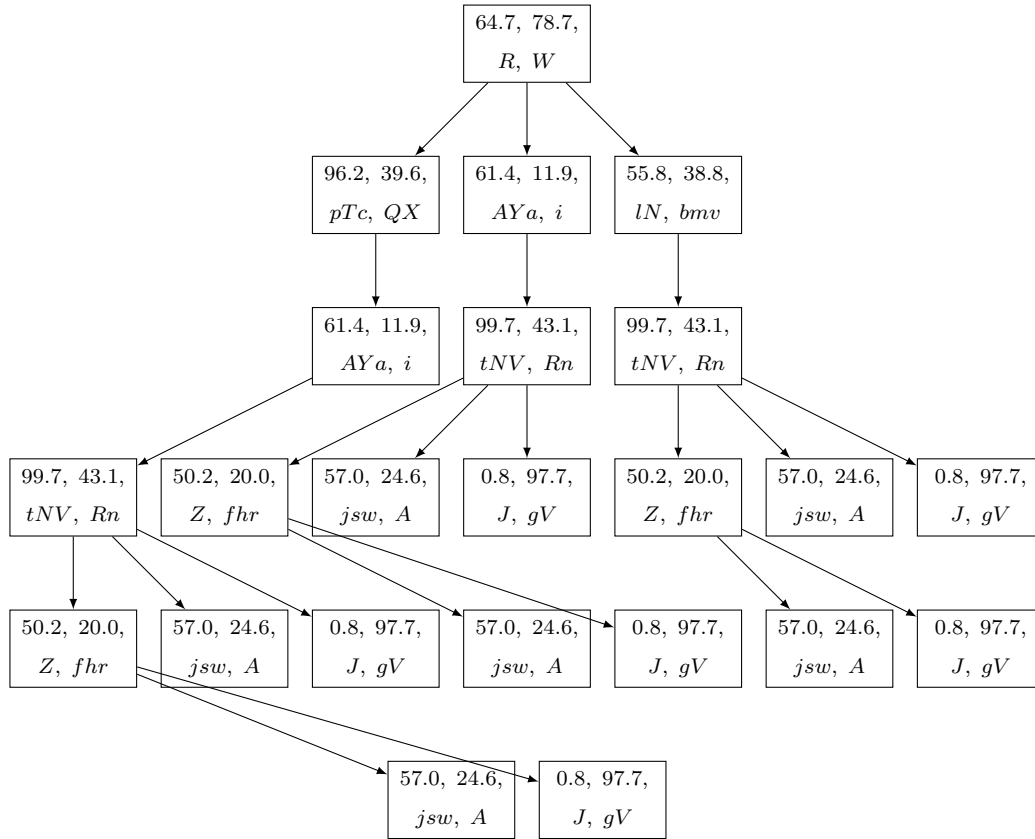 64.7, 78.7,
R, W
96.2, 39.6,
pTc, QX
61.4, 11.9,
AYa, i
55.8, 38.8,
lN, bmv
61.4, 11.9,
AYa, i
99.7, 43.1,
tNV, Rn
99.7, 43.1,
tNV, Rn
99.7, 43.1,
tNV, Rn
50.2, 20.0,
Z, fhr
57.0, 24.6,
jsw, A
0.8, 97.7,
J, gV
50.2, 20.0,
Z, fhr
57.0, 24.6,
jsw, A
0.8, 97.7,
J, gV
50.2, 20.0,
Z, fhr
57.0, 24.6,
jsw, A
0.8, 97.7,
J, gV
57.0, 24.6,
jsw, A
0.8, 97.7,
J, gV
57.0, 24.6,
jsw, A
0.8, 97.7,
J, gV
57.0, 24.6,
jsw, A
0.8, 97.7,
J, gV